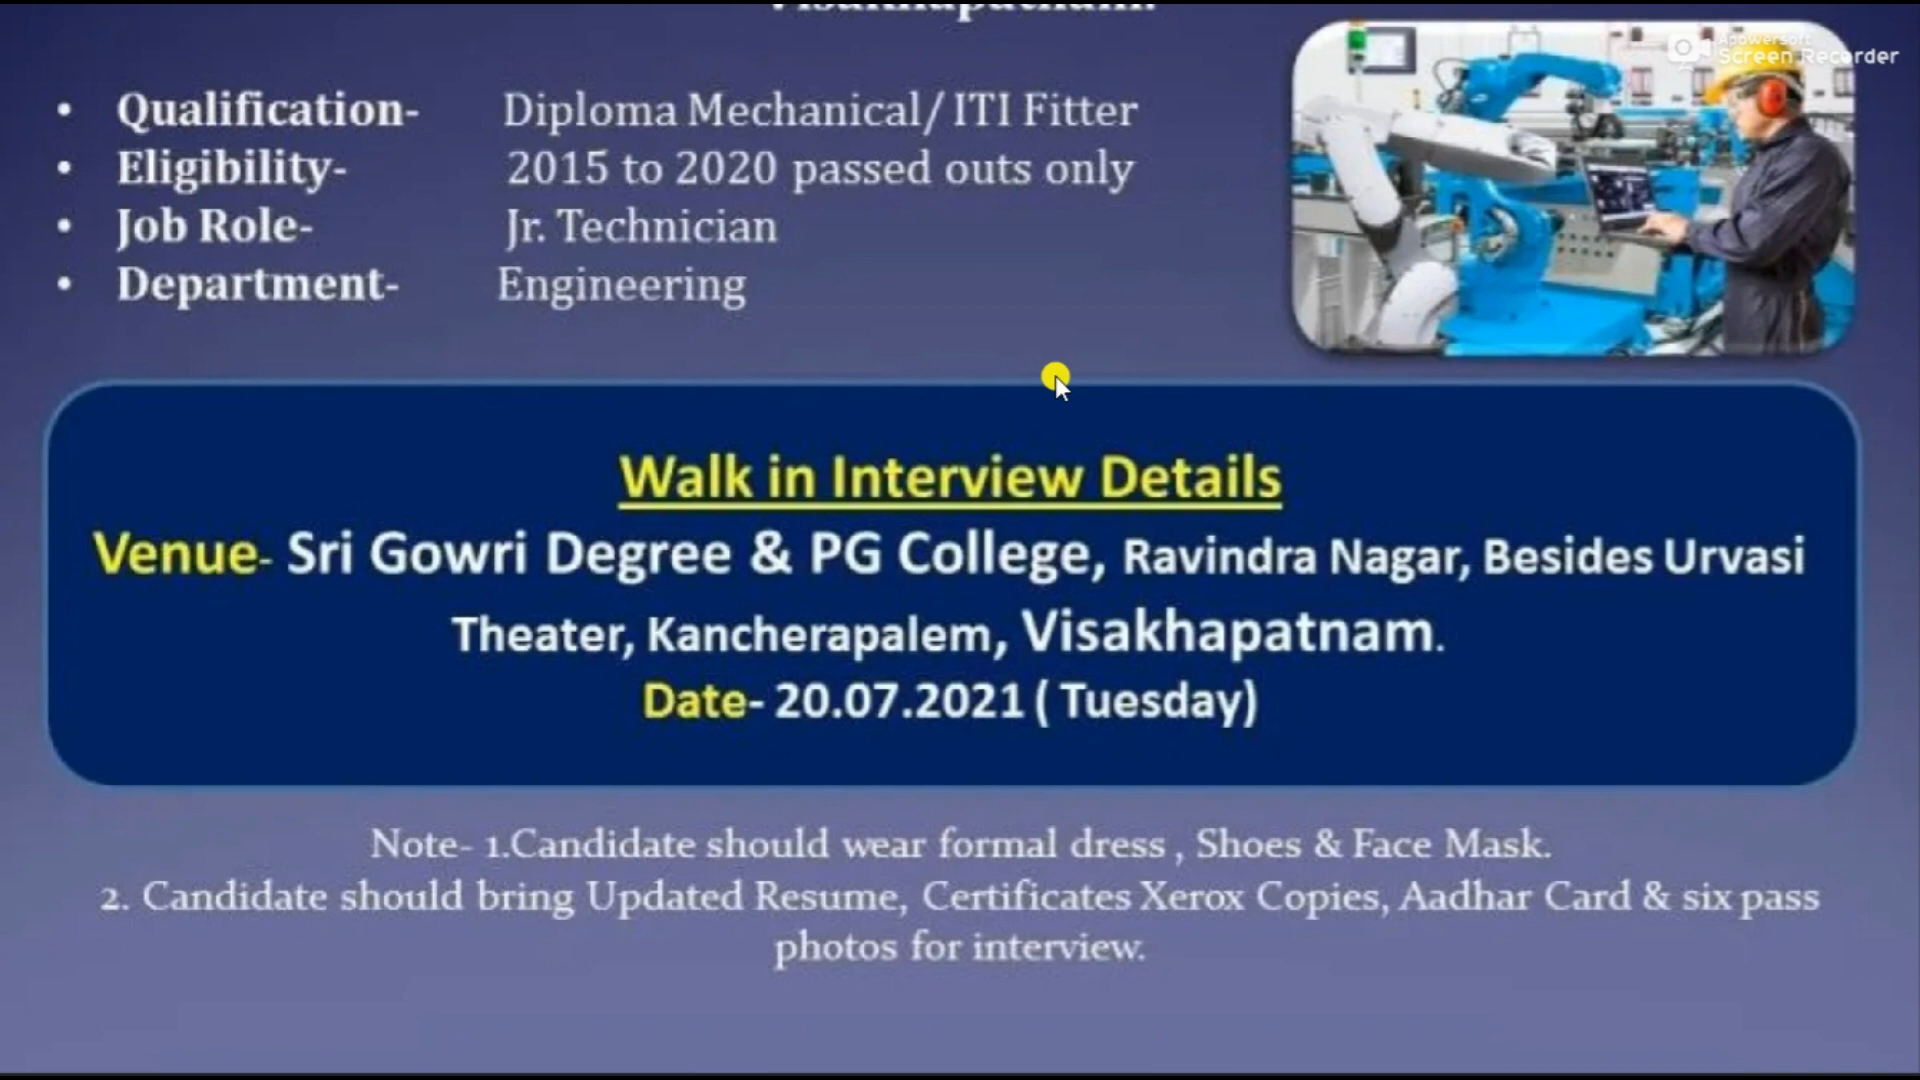 Visakhapatnam.
• Qualification- Diploma Mechanical/ ITI Fitter
• Eligibility- 2015 to 2020 passed outs only
• Job Role- Jr. Technician
• Department- Engineering
Apowersoft
Screen Recorder
Walk in Interview Details
Venue- Sri Gowri Degree & PG College, Ravindra Nagar, Besides Urvasi
Theater, Kancherapalem, Visakhapatnam.
Date- 20.07.2021 ( Tuesday)
Note- 1.Candidate should wear formal dress , Shoes & Face Mask.
2. Candidate should bring Updated Resume, Certificates Xerox Copies, Aadhar Card & six pass
photos for interview.